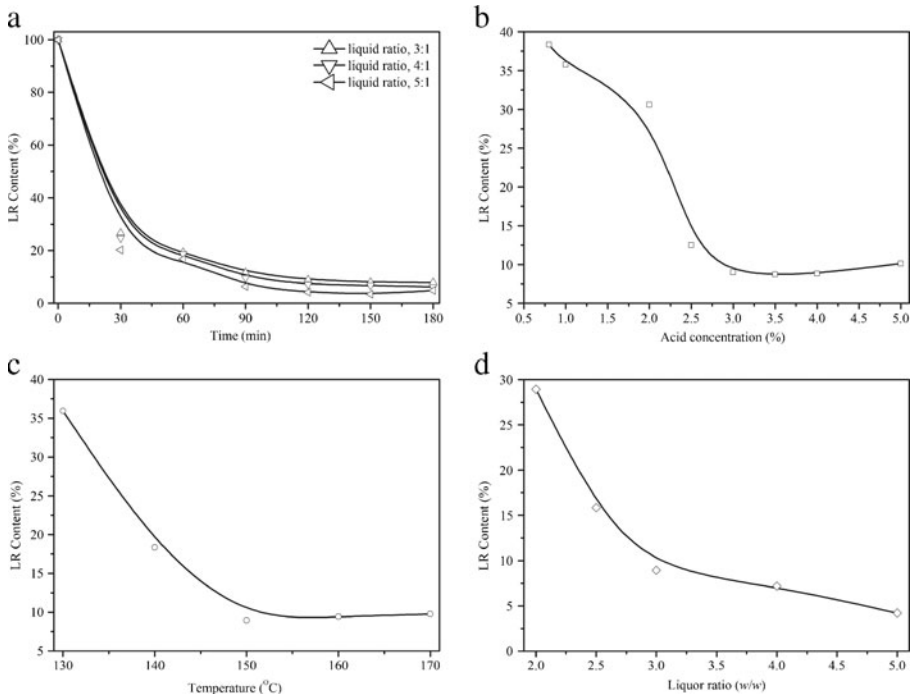 a
LR Content (%)
100
80
60
40
20
0
liquid ratio, 3:1
liquid ratio, 4:1
liquid ratio, 5:1
0 30 60 90 120 150 180
Time (min)
b
LR Content (%)
40
35
30
25
20
15
10
5
0.5 1.0 1.5 2.0 2.5 3.0 3.5 4.0 4.5 5.0
Acid concentration (%)
c
LR Content (%)
40
35
30
25
20
15
10
5
130 140 150 160 170
Temperature (°C)
d
LR Content (%)
30
25
20
15
10
5
0
2.0 2.5 3.0 3.5 4.0 4.5 5.0
Liquor ratio (w/w)